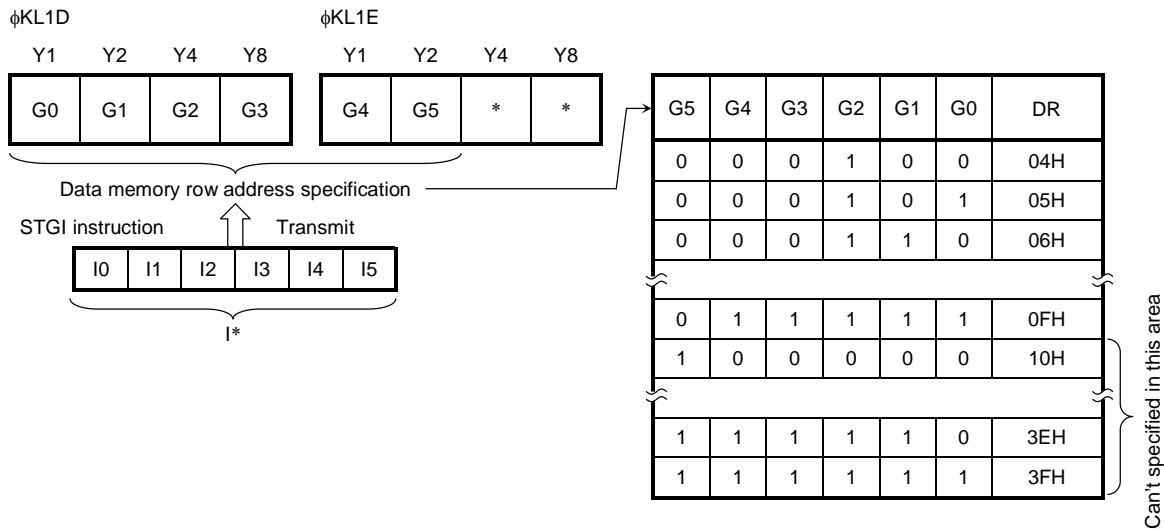 ϕKL1D
Y1 Y2 Y4 Y8
G0 G1 G2 G3
ϕKL1E
Y1 Y2 Y4 Y8
G4 G5 * *
Data memory row address specification
STGI instruction Transmit
I0 I1 I2 I3 I4 I5
I*
G5 G4 G3 G2 G1 G0 DR
0 0 0 1 0 0 04H
0 0 0 1 0 1 05H
0 0 0 1 1 0 06H
0 1 1 1 1 1 0FH
1 0 0 0 0 0 10H
1 1 1 1 1 0 3EH
1 1 1 1 1 1 3FH
Can't specified in this area